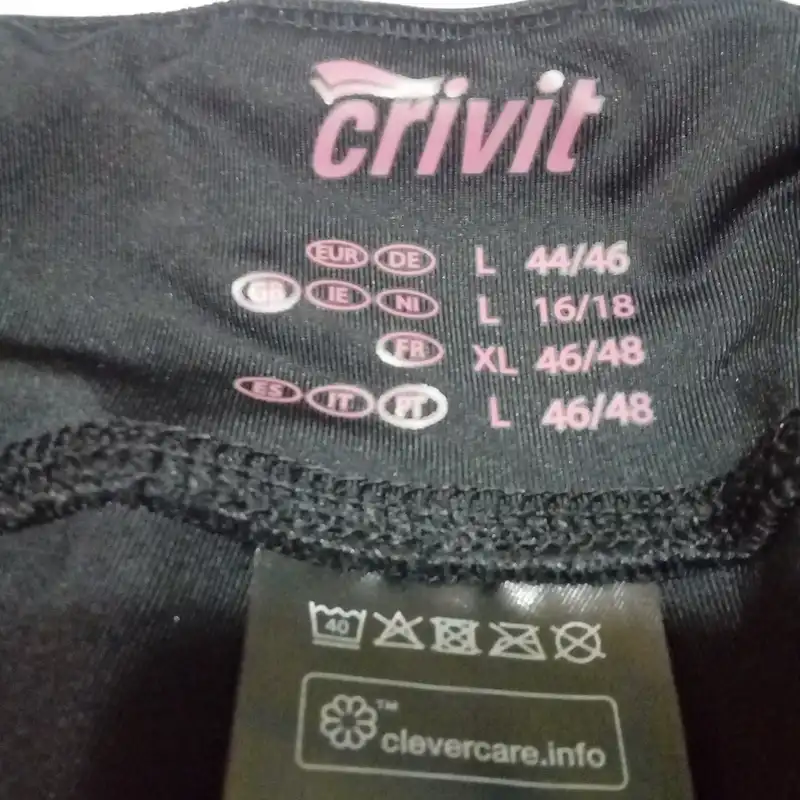 crivit
EUR DE L 44/46
GB IE NI L 16/18
FR XL 46/48
ES IT PT L 46/48
40
™
clevercare.info